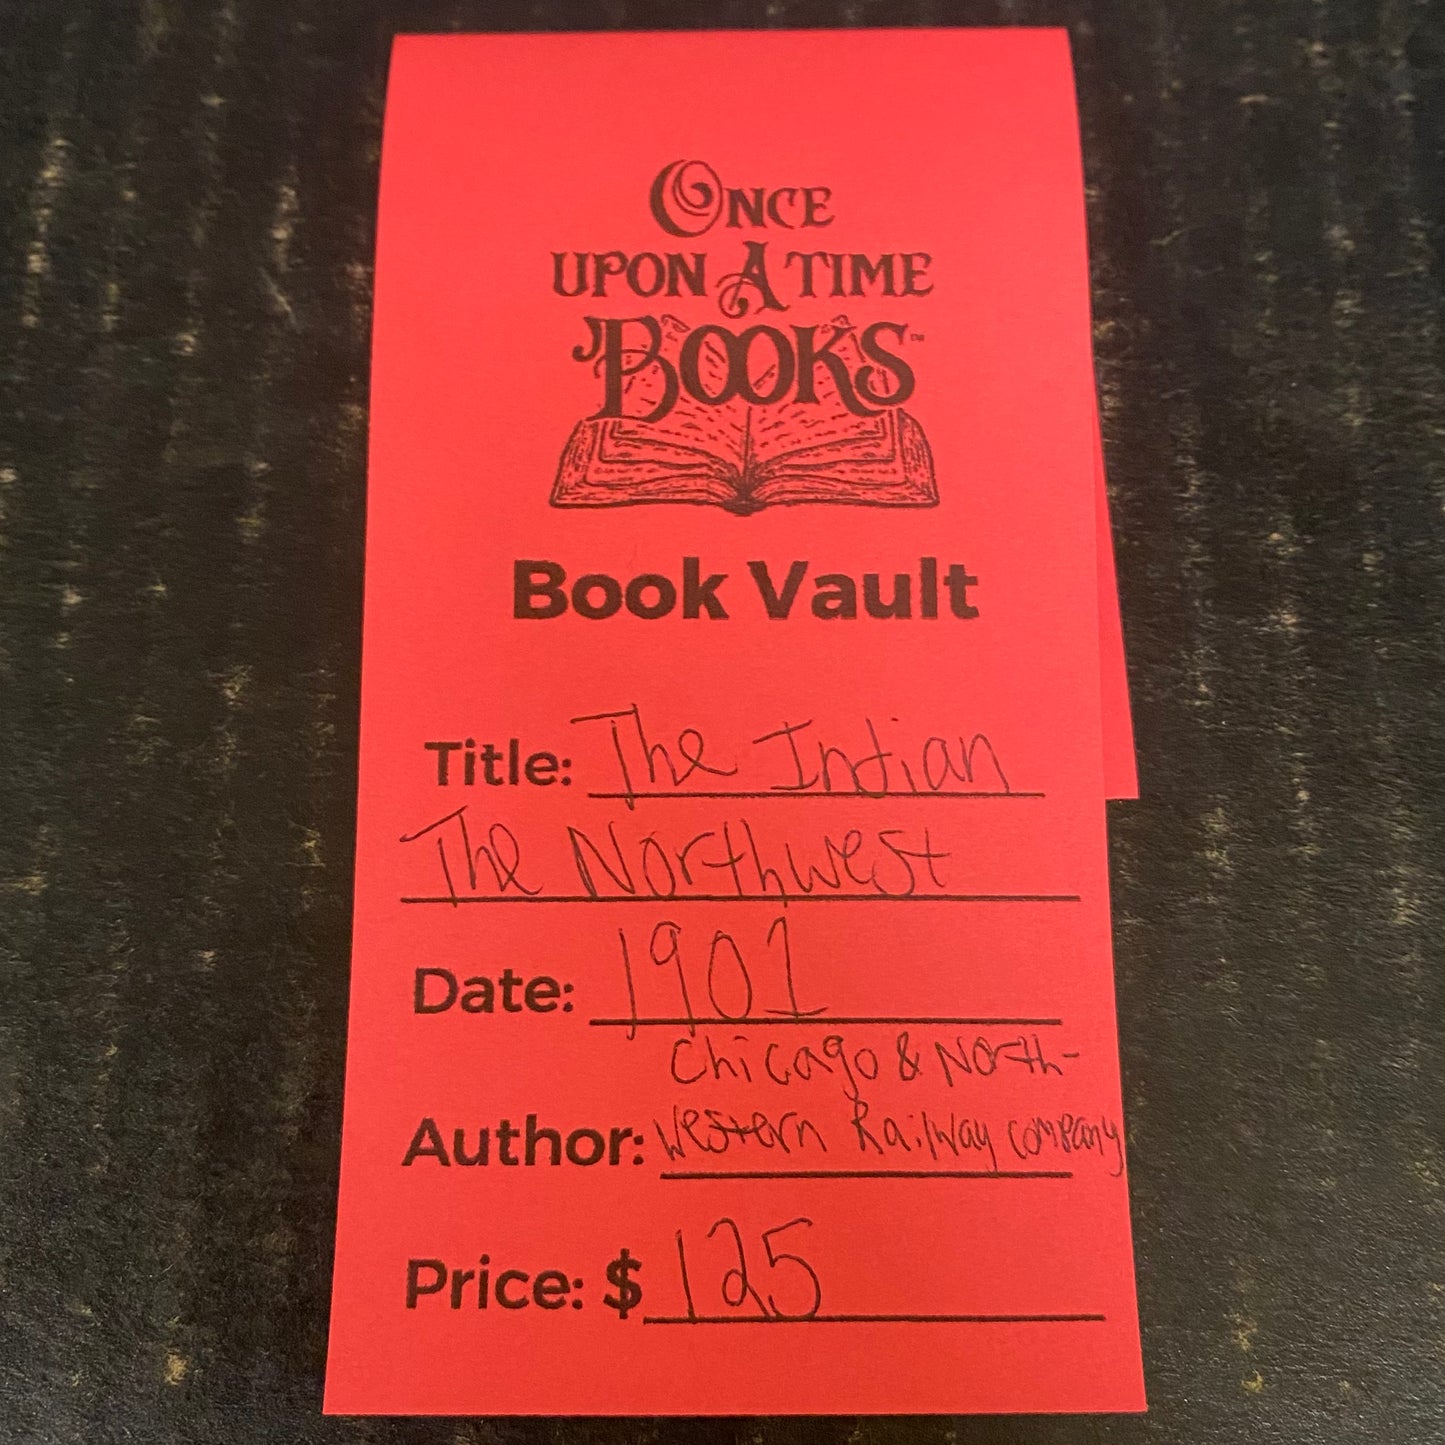 ONCE
UPON A TIME
BOOKS™
Book Vault
Title: The Indian
The Northwest
Date: 1901
Chicago & North-
Author: Western Railway Company
Price: $ 125